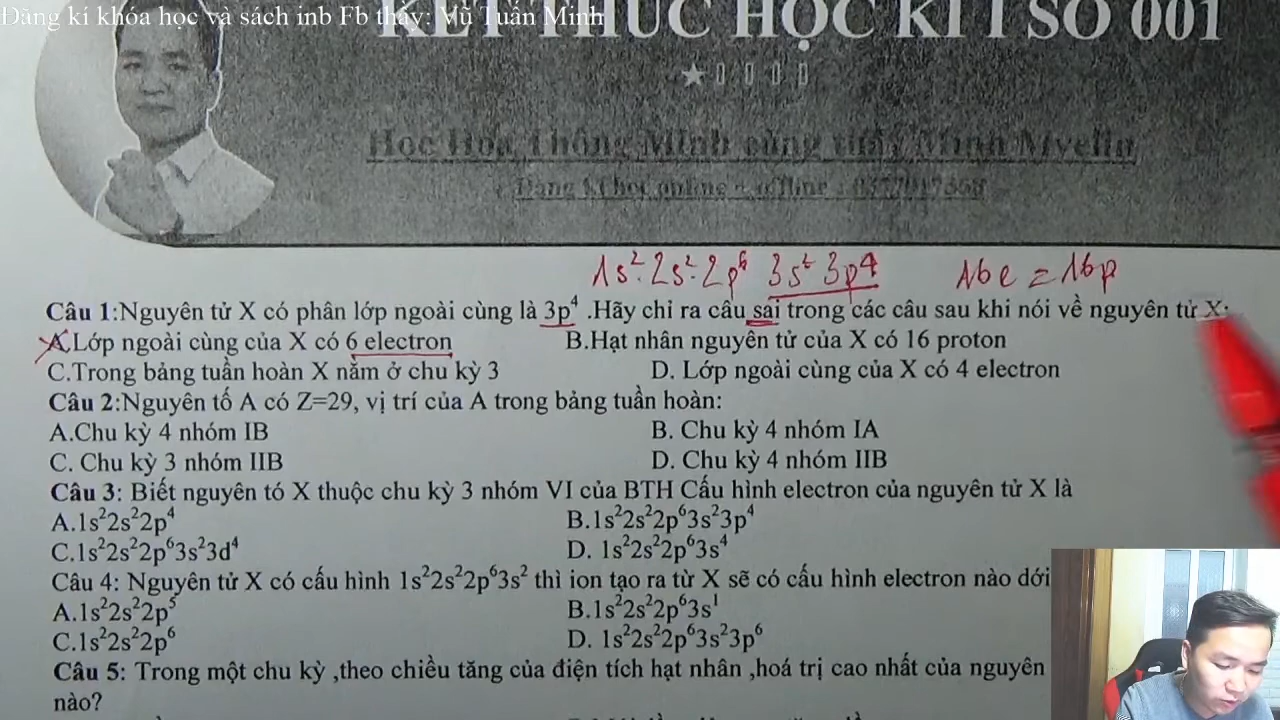 Đăng kí khóa học và sách inb Fb thầy: Vũ Tuấn Minh
KẾT THÚC HỌC KÌ I SỐ 001
Học Hoá Thông Minh cùng thầy Minh Myelin
1s² 2s² 2p⁶ 3s² 3p⁴ 16e = 16p
Câu 1:Nguyên tử X có phân lớp ngoài cùng là 3p⁴ .Hãy chỉ ra câu sai trong các câu sau khi nói về nguyên tử X:
A.Lớp ngoài cùng của X có 6 electron B.Hạt nhân nguyên tử của X có 16 proton
C.Trong bảng tuần hoàn X nằm ở chu kỳ 3 D. Lớp ngoài cùng của X có 4 electron
Câu 2:Nguyên tố A có Z=29, vị trí của A trong bảng tuần hoàn:
A.Chu kỳ 4 nhóm IB B. Chu kỳ 4 nhóm IA
C. Chu kỳ 3 nhóm IIB D. Chu kỳ 4 nhóm IIB
Câu 3: Biết nguyên tó X thuộc chu kỳ 3 nhóm VI của BTH Cấu hình electron của nguyên tử X là
A.1s²2s²2p⁴ B.1s²2s²2p⁶3s²3p⁴
C.1s²2s²2p⁶3s²3d⁴ D. 1s²2s²2p⁶3s⁴
Câu 4: Nguyên tử X có cấu hình 1s²2s²2p⁶3s² thì ion tạo ra từ X sẽ có cấu hình electron nào dới
A.1s²2s²2p⁵ B.1s²2s²2p⁶3s¹
C.1s²2s²2p⁶ D. 1s²2s²2p⁶3s²3p⁶
Câu 5: Trong một chu kỳ ,theo chiều tăng của điện tích hạt nhân ,hoá trị cao nhất của nguyên
nào?